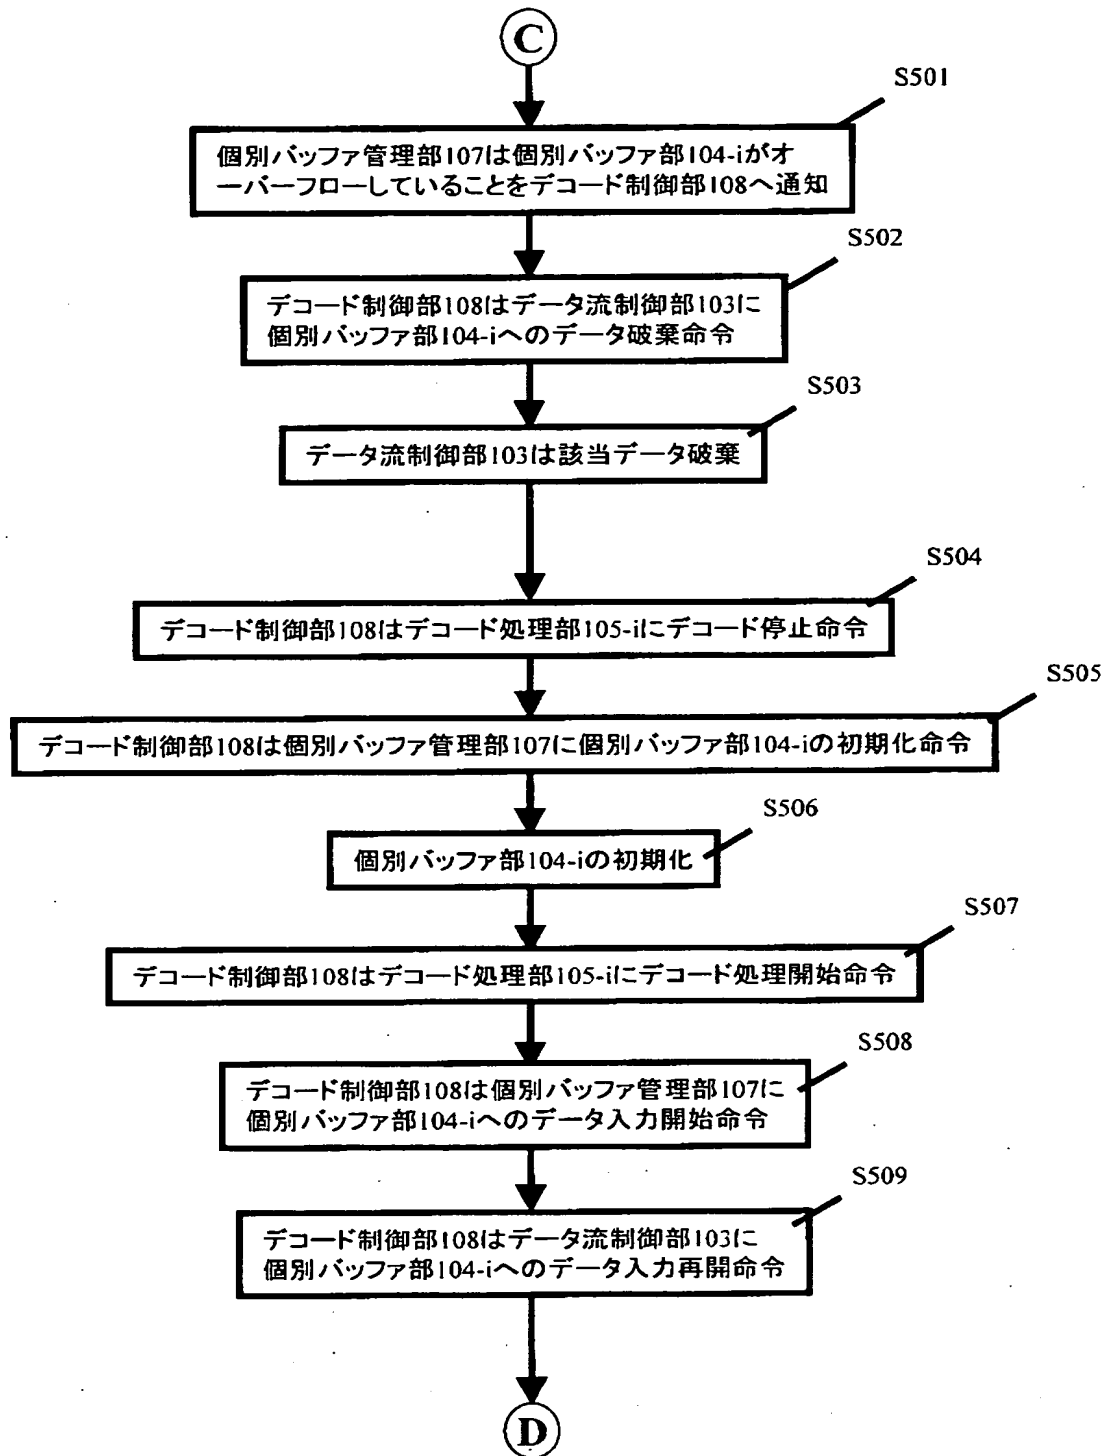 C
S501
個別バッファ管理部107は個別バッファ部104-iがオ
ーバーフローしていることをデコード制御部108へ通知
S502
デコード制御部108はデータ流制御部103に
個別バッファ部104-iへのデータ破棄命令
S503
データ流制御部103は該当データ破棄
S504
デコード制御部108はデコード処理部105-iにデコード停止命令
S505
デコード制御部108は個別バッファ管理部107に個別バッファ部104-iの初期化命令
S506
個別バッファ部104-iの初期化
S507
デコード制御部108はデコード処理部105-iにデコード処理開始命令
S508
デコード制御部108は個別バッファ管理部107に
個別バッファ部104-iへのデータ入力開始命令
S509
デコード制御部108はデータ流制御部103に
個別バッファ部104-iへのデータ入力再開命令
D